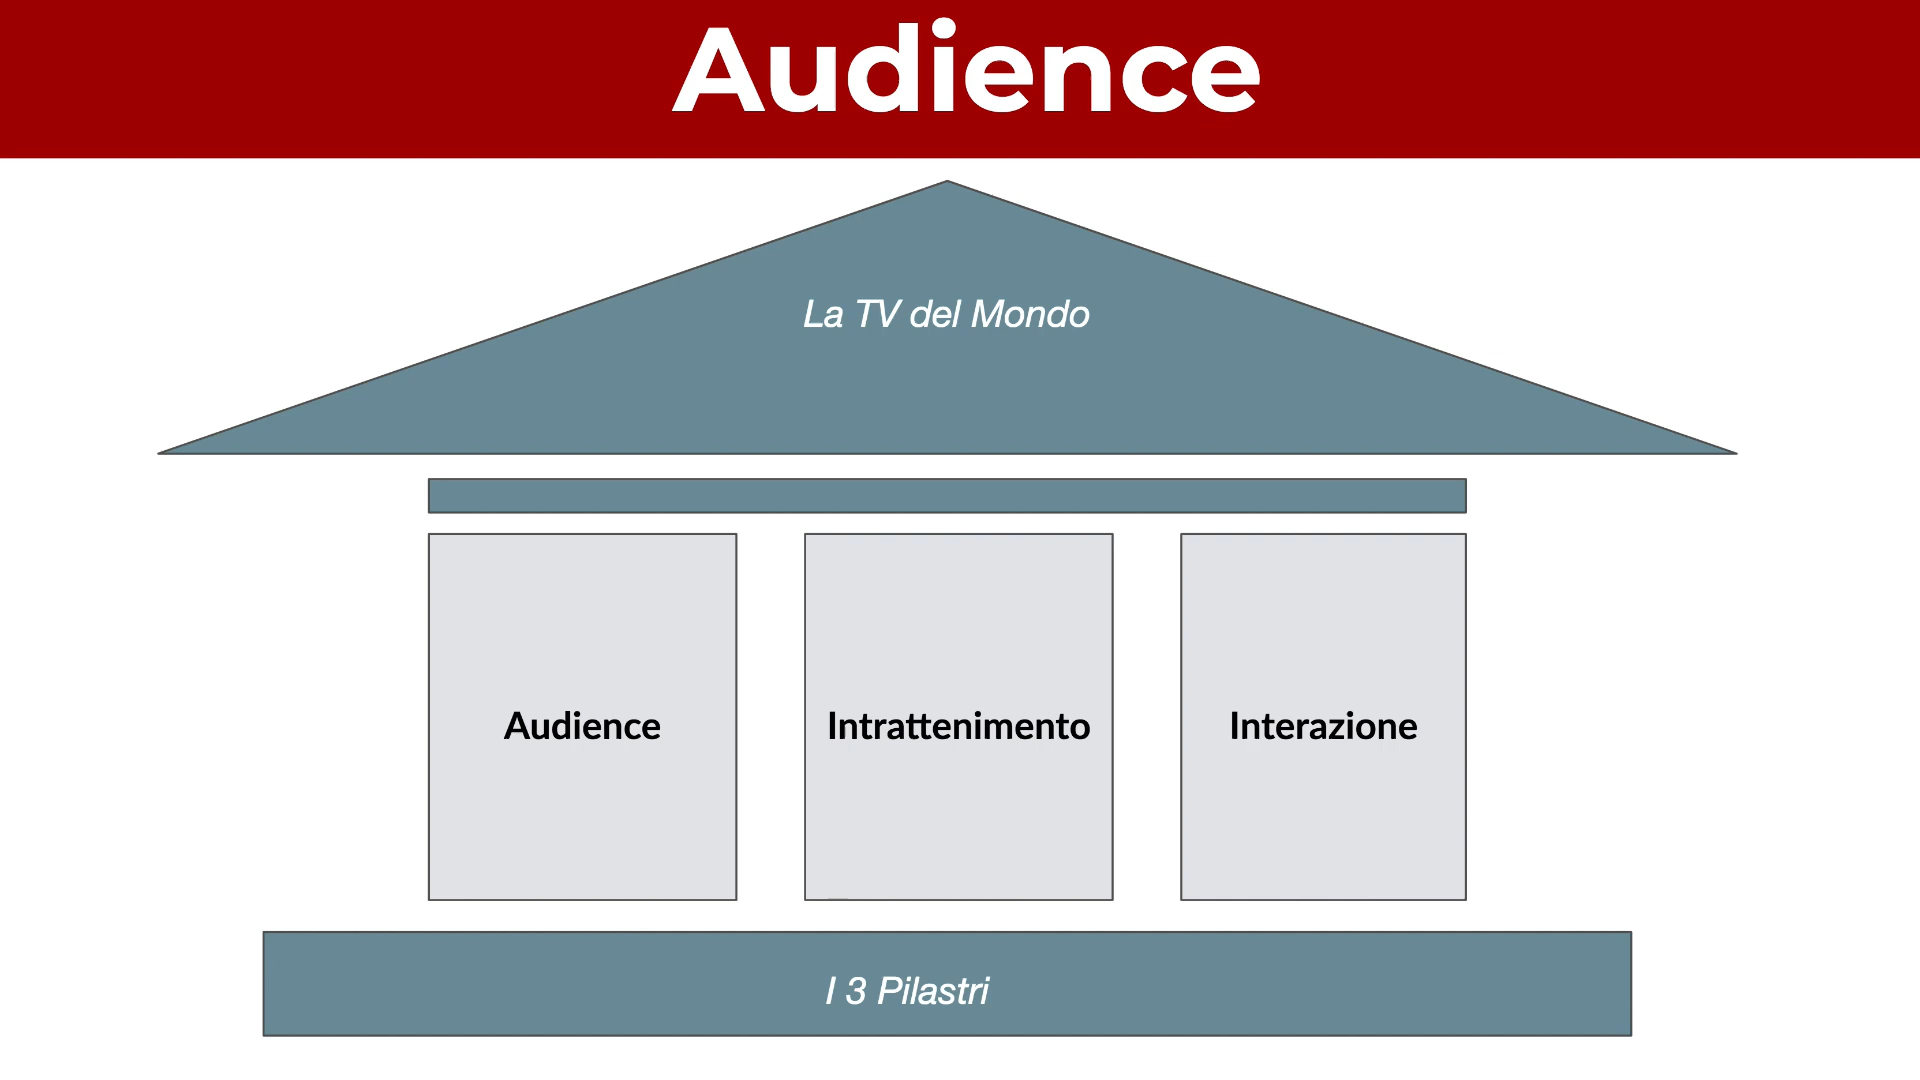 Audience
La TV del Mondo
Audience
Intrattenimento
Interazione
I 3 Pilastri